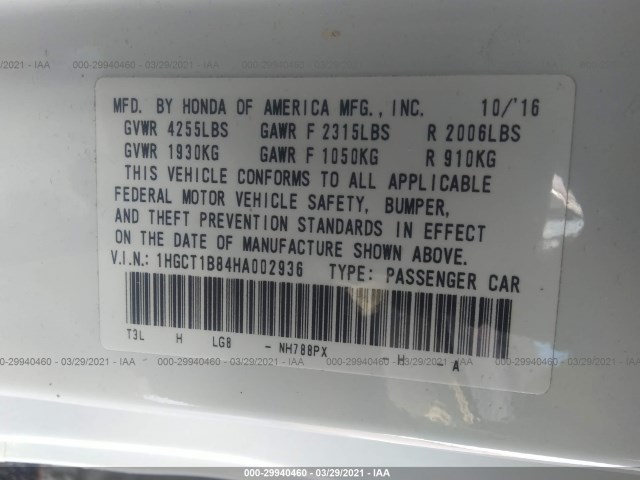 /2021 - IAA 000-29940460 - 03/29/2021 - IAA 000-29940460 - 03/29/2021 - IAA
MFD. BY HONDA OF AMERICA MFG., INC. 10/'16
GVWR 4255LBS GAWR F 2315LBS R 2006LBS
GVWR 1930KG GAWR F 1050KG R 910KG
THIS VEHICLE CONFORMS TO ALL APPLICABLE
FEDERAL MOTOR VEHICLE SAFETY, BUMPER,
AND THEFT PREVENTION STANDARDS IN EFFECT
ON THE DATE OF MANUFACTURE SHOWN ABOVE.
V.I.N.: 1HGCT1B84HA002936 TYPE: PASSENGER CAR
T3L H LG8 - NH788PX - H - A
-29940460 - 03/29/2021 - IAA 000-29940460 - 03/29/2021 - IAA 000-29940460 - 03/
000-29940460 - 03/29/2021 - IAA